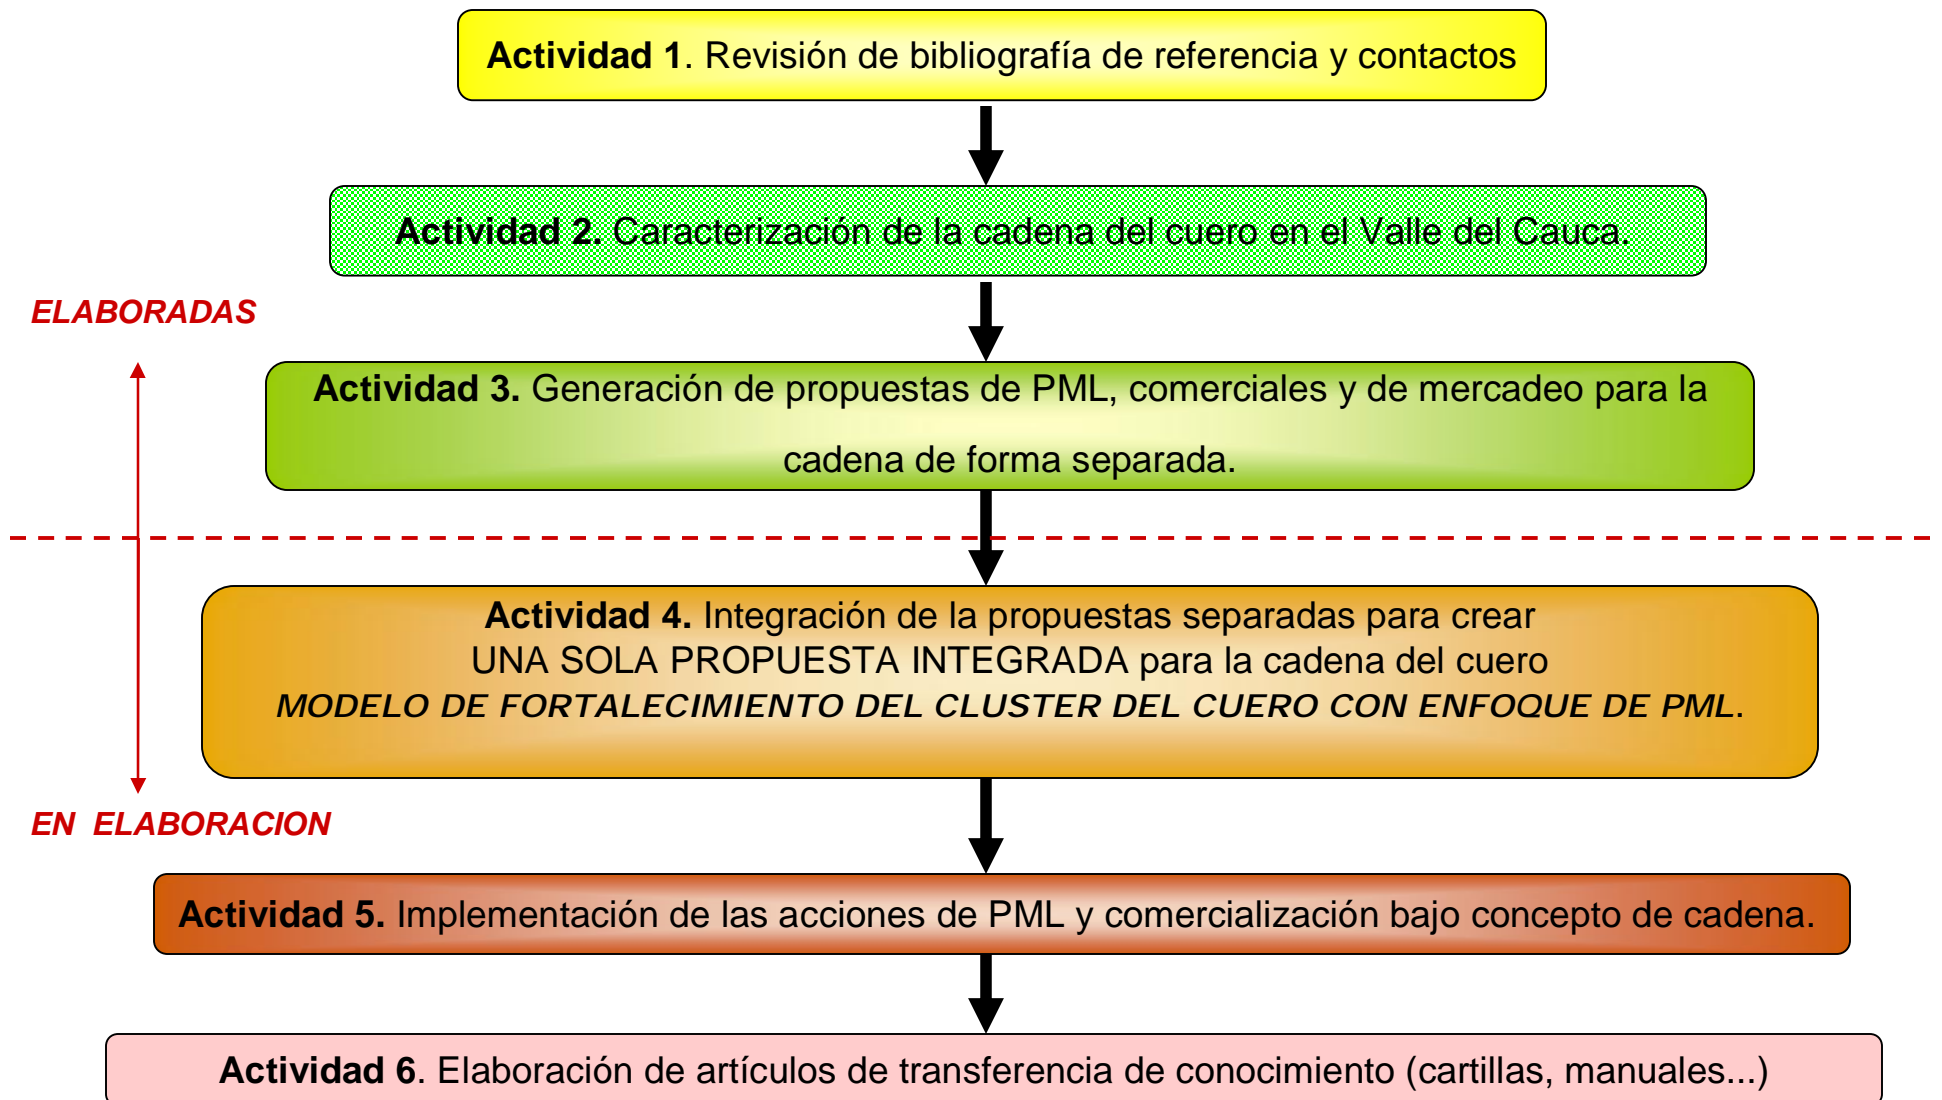 Actividad 1. Revisión de bibliografía de referencia y contactos
Actividad 2. Caracterización de la cadena del cuero en el Valle del Cauca.
ELABORADAS
Actividad 3. Generación de propuestas de PML, comerciales y de mercadeo para la
cadena de forma separada.
Actividad 4. Integración de la propuestas separadas para crear
UNA SOLA PROPUESTA INTEGRADA para la cadena del cuero
MODELO DE FORTALECIMIENTO DEL CLUSTER DEL CUERO CON ENFOQUE DE PML.
EN ELABORACION
Actividad 5. Implementación de las acciones de PML y comercialización bajo concepto de cadena.
Actividad 6. Elaboración de artículos de transferencia de conocimiento (cartillas, manuales...)